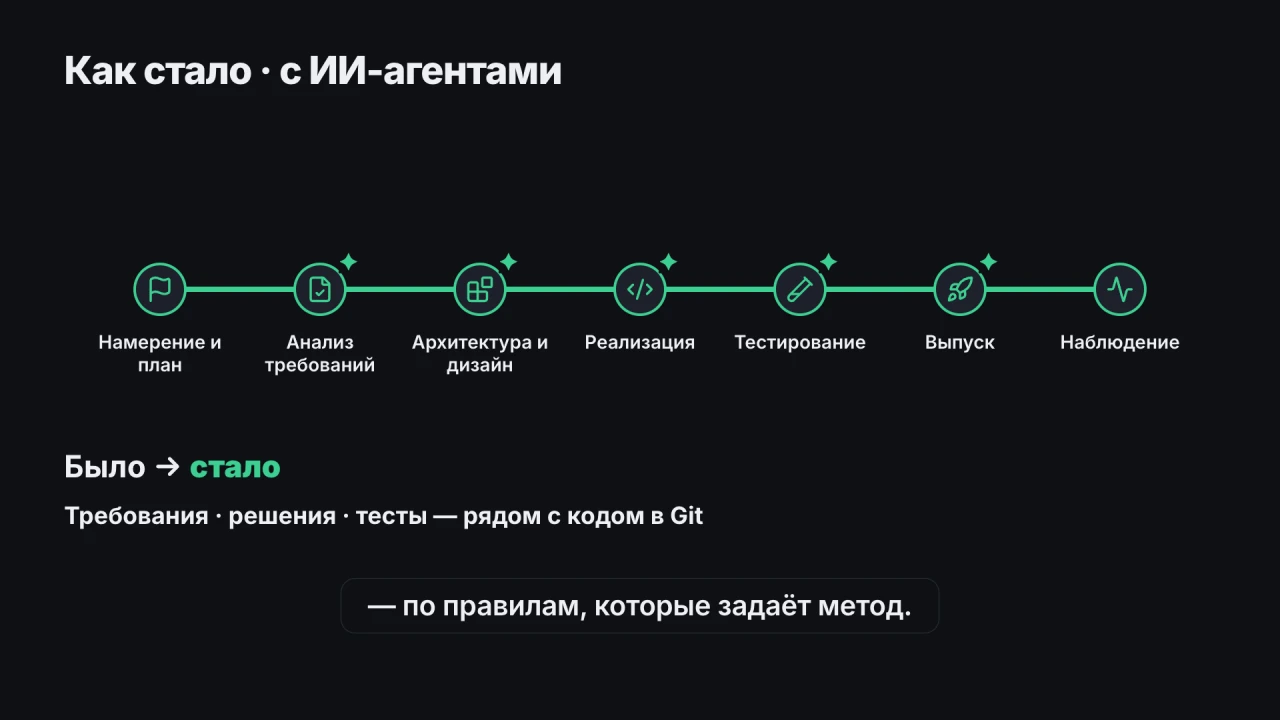 Как стало · с ИИ-агентами
Намерение и
план
Анализ
требований
Архитектура и
дизайн
Реализация
Тестирование
Выпуск
Наблюдение
Было → стало
Требования · решения · тесты — рядом с кодом в Git
— по правилам, которые задаёт метод.